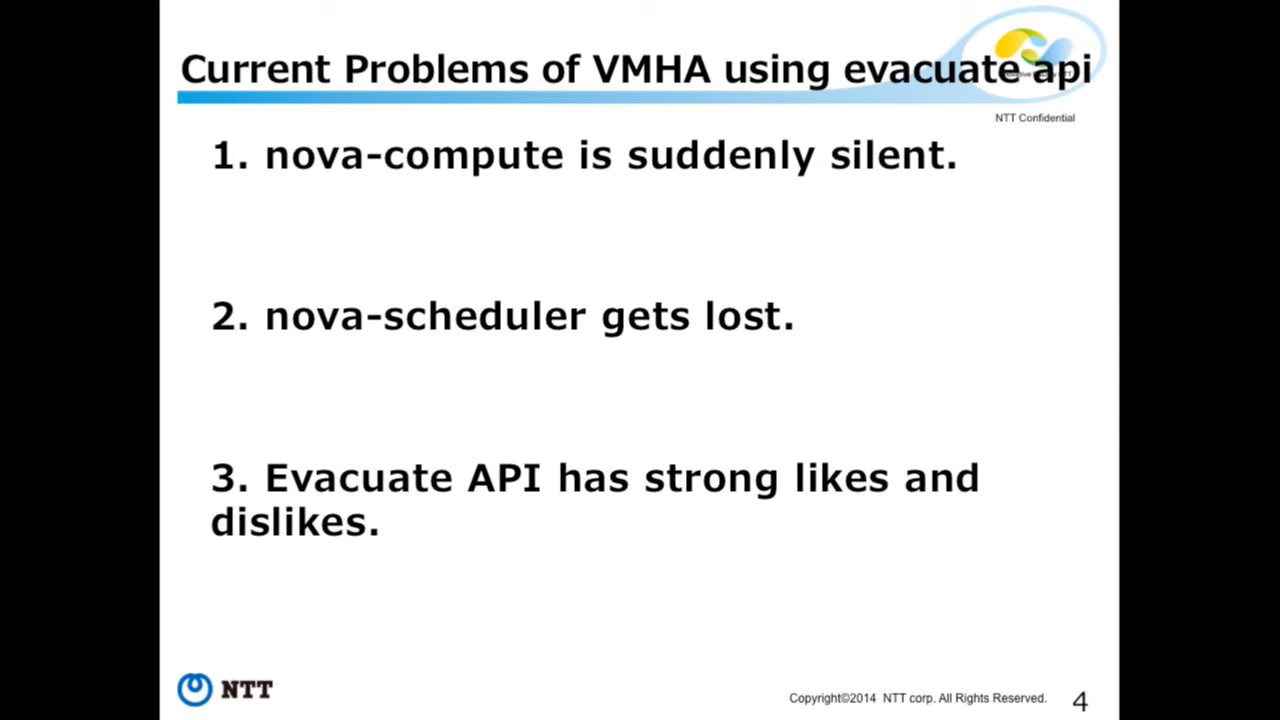 Current Problems of VMHA using evacuate api
NTT Confidential
1. nova-compute is suddenly silent.
2. nova-scheduler gets lost.
3. Evacuate API has strong likes and
dislikes.
NTT
Copyright©2014 NTT corp. All Rights Reserved.
4